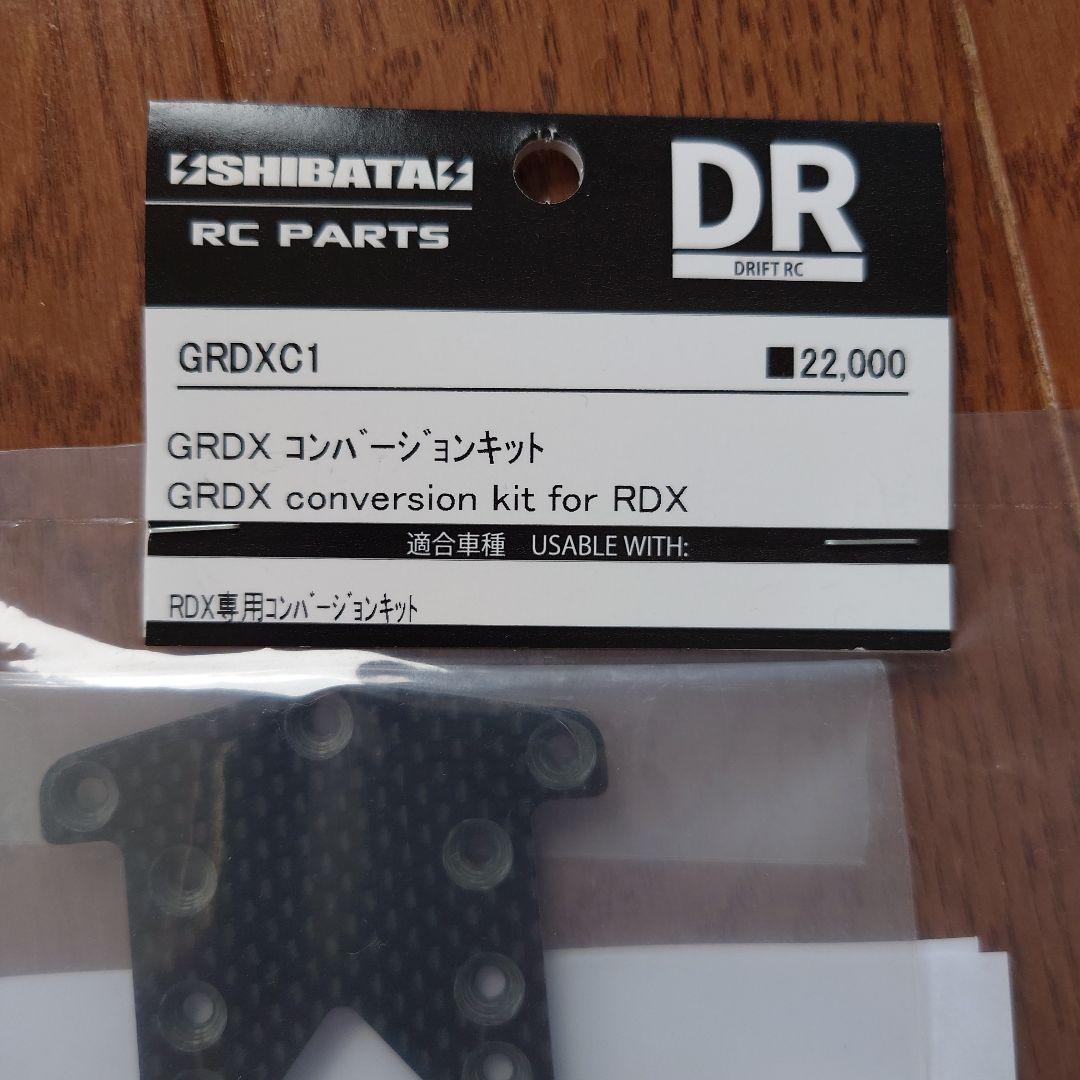 SHIBATA
RC PARTS
DR
DRIFT RC
GRDXC1 ■22,000
GRDX コンバージョンキット
GRDX conversion kit for RDX
適合車種 USABLE WITH:
RDX専用コンバージョンキット